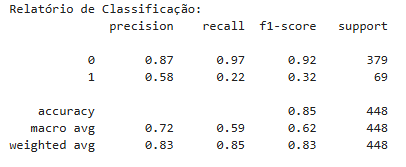 Relatório de Classificação:
precision recall f1-score support
0 0.87 0.97 0.92 379
1 0.58 0.22 0.32 69
accuracy 0.85 448
macro avg 0.72 0.59 0.62 448
weighted avg 0.83 0.85 0.83 448